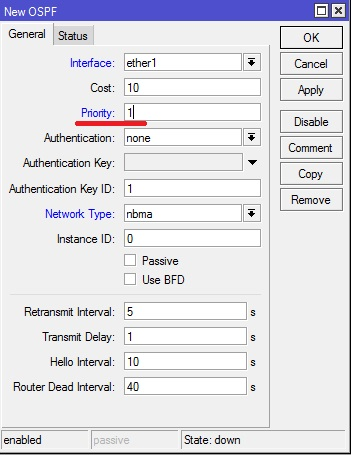 New OSPF
General Status
Interface: ether1
Cost: 10
Priority: 1
Authentication: none
Authentication Key:
Authentication Key ID: 1
Network Type: nbma
Instance ID: 0
Passive
Use BFD
Retransmit Interval: 5 s
Transmit Delay: 1 s
Hello Interval: 10 s
Router Dead Interval: 40 s
OK
Cancel
Apply
Disable
Comment
Copy
Remove
enabled passive State: down